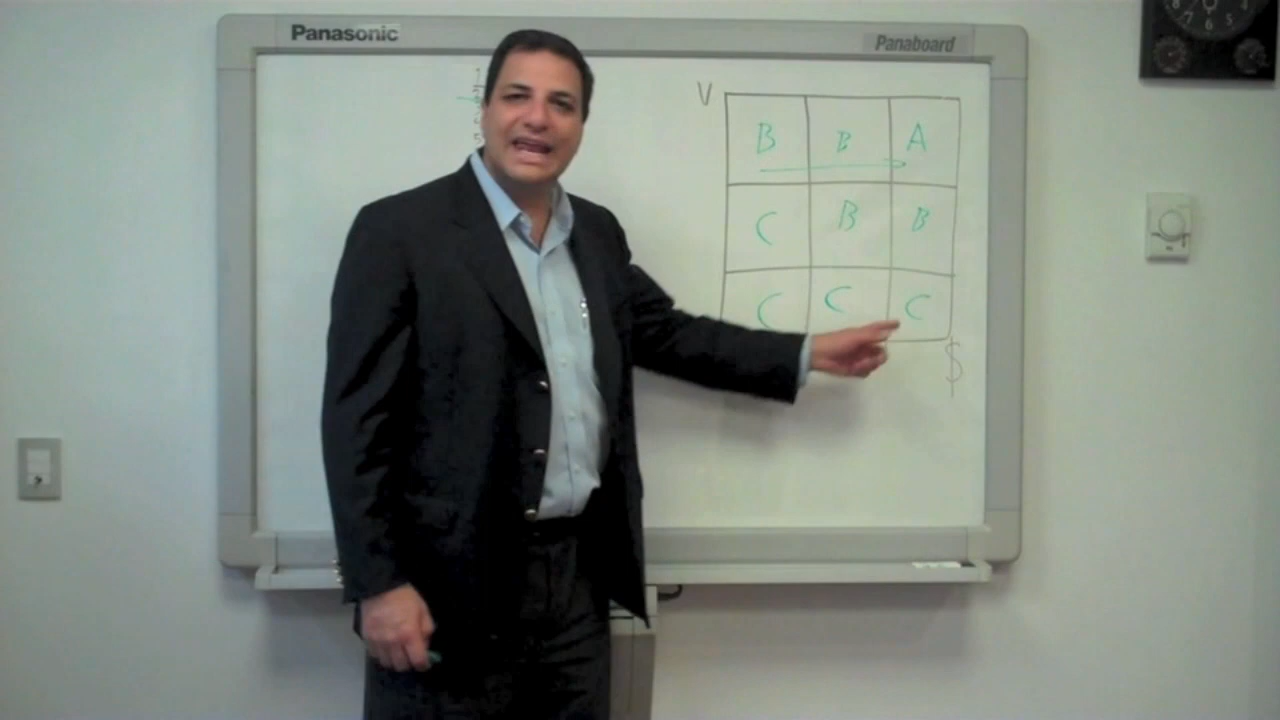 Panasonic
Panaboard
V
B B A
C B B
C C C
$